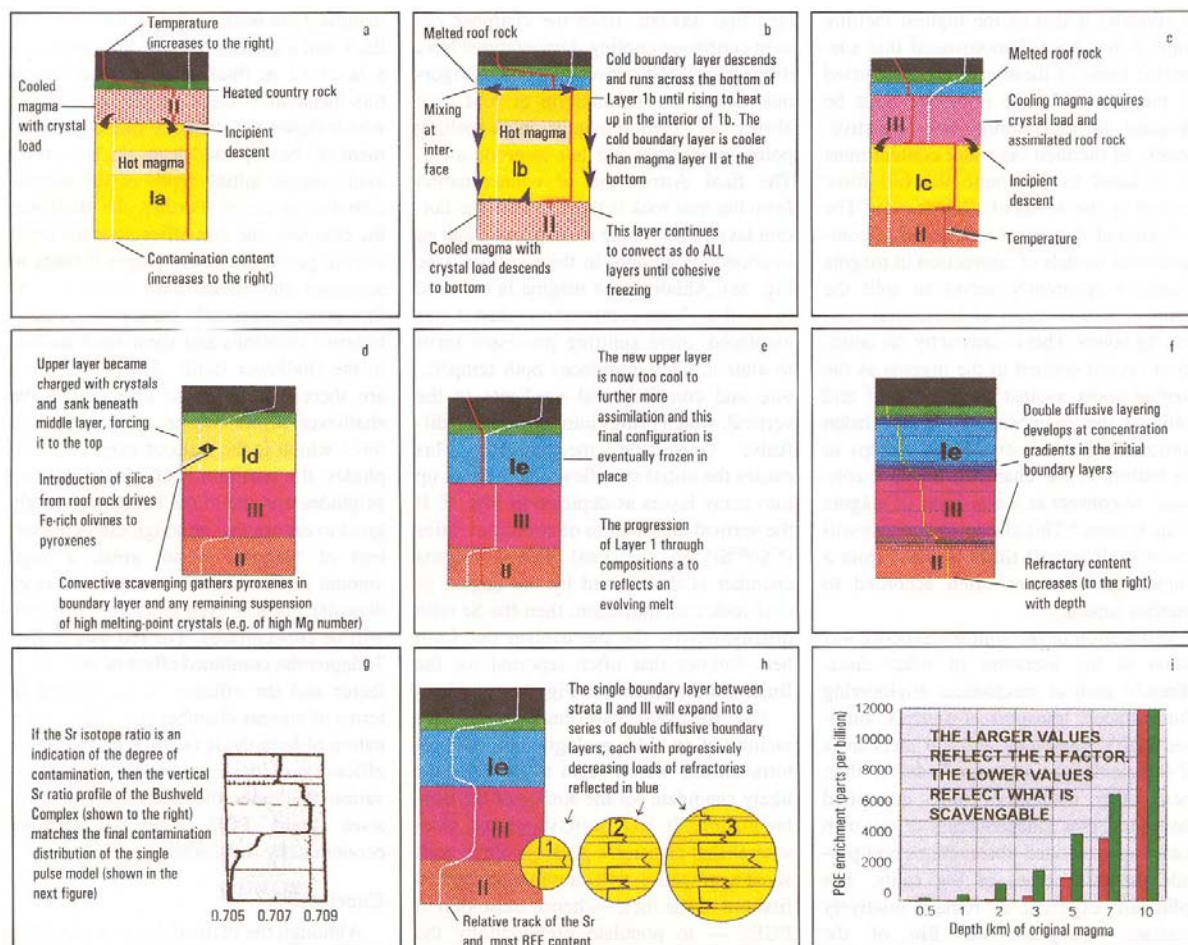 a
Temperature
(increases to the right)
Cooled
magma
with crystal
load
Heated country rock
II
Incipient
descent
Hot magma
Ia
Contamination content
(increases to the right)
b
Melted roof rock
Mixing
at
inter-
face
Cold boundary layer descends
and runs across the bottom of
Layer 1b until rising to heat
up in the interior of 1b. The
cold boundary layer is cooler
than magma layer II at the
bottom
Hot magma
Ib
II
Cooled magma with
crystal load descends
to bottom
This layer continues
to connect as do ALL
layers until cohesive
freezing
c
Melted roof rock
III
Cooling magma acquires
crystal load and
assimilated roof rock
Ic
Incipient
descent
II
Temperature
d
Upper layer became
charged with crystals
and sank beneath
middle layer, forcing
it to the top
Id
Introduction of silica
from roof rock drives
Fe-rich olivines to
pyroxenes
III
II
Convective scavenging gathers pyroxenes in
boundary layer and any remaining suspension
of high melting-point crystals (e.g. of high Mg number)
e
The new upper layer
is now too cool to
further more
assimilation and this
final configuration is
eventually frozen in
place
Ie
III
II
The progression
of Layer 1 through
compositions a to
e reflects an
evolving melt
f
Double diffusive layering
develops at concentration
gradients in the initial
boundary layers
Ie
III
II
Refractory content
increases (to the right)
with depth
g
If the Sr isotope ratio is an
indication of the degree of
contamination, then the vertical
Sr ratio profile of the Bushveld
Complex (shown to the right)
matches the final contamination
distribution of the single
pulse model (shown in the
next figure)
0.705 0.707 0.709
h
The single boundary layer between
strata II and III will expand into a
series of double diffusive boundary
layers, each with progressively
decreasing loads of refractories
reflected in blue
Ie
III
II
1
2
3
Relative track of the Sr
and most REE content
i
PGE enrichment (parts per billion)
12000
10000
8000
6000
4000
2000
0
THE LARGER VALUES
REFLECT THE R FACTOR.
THE LOWER VALUES
REFLECT WHAT IS
SCAVENGABLE
0.5 1 2 3 5 7 10
Depth (km) of original magma